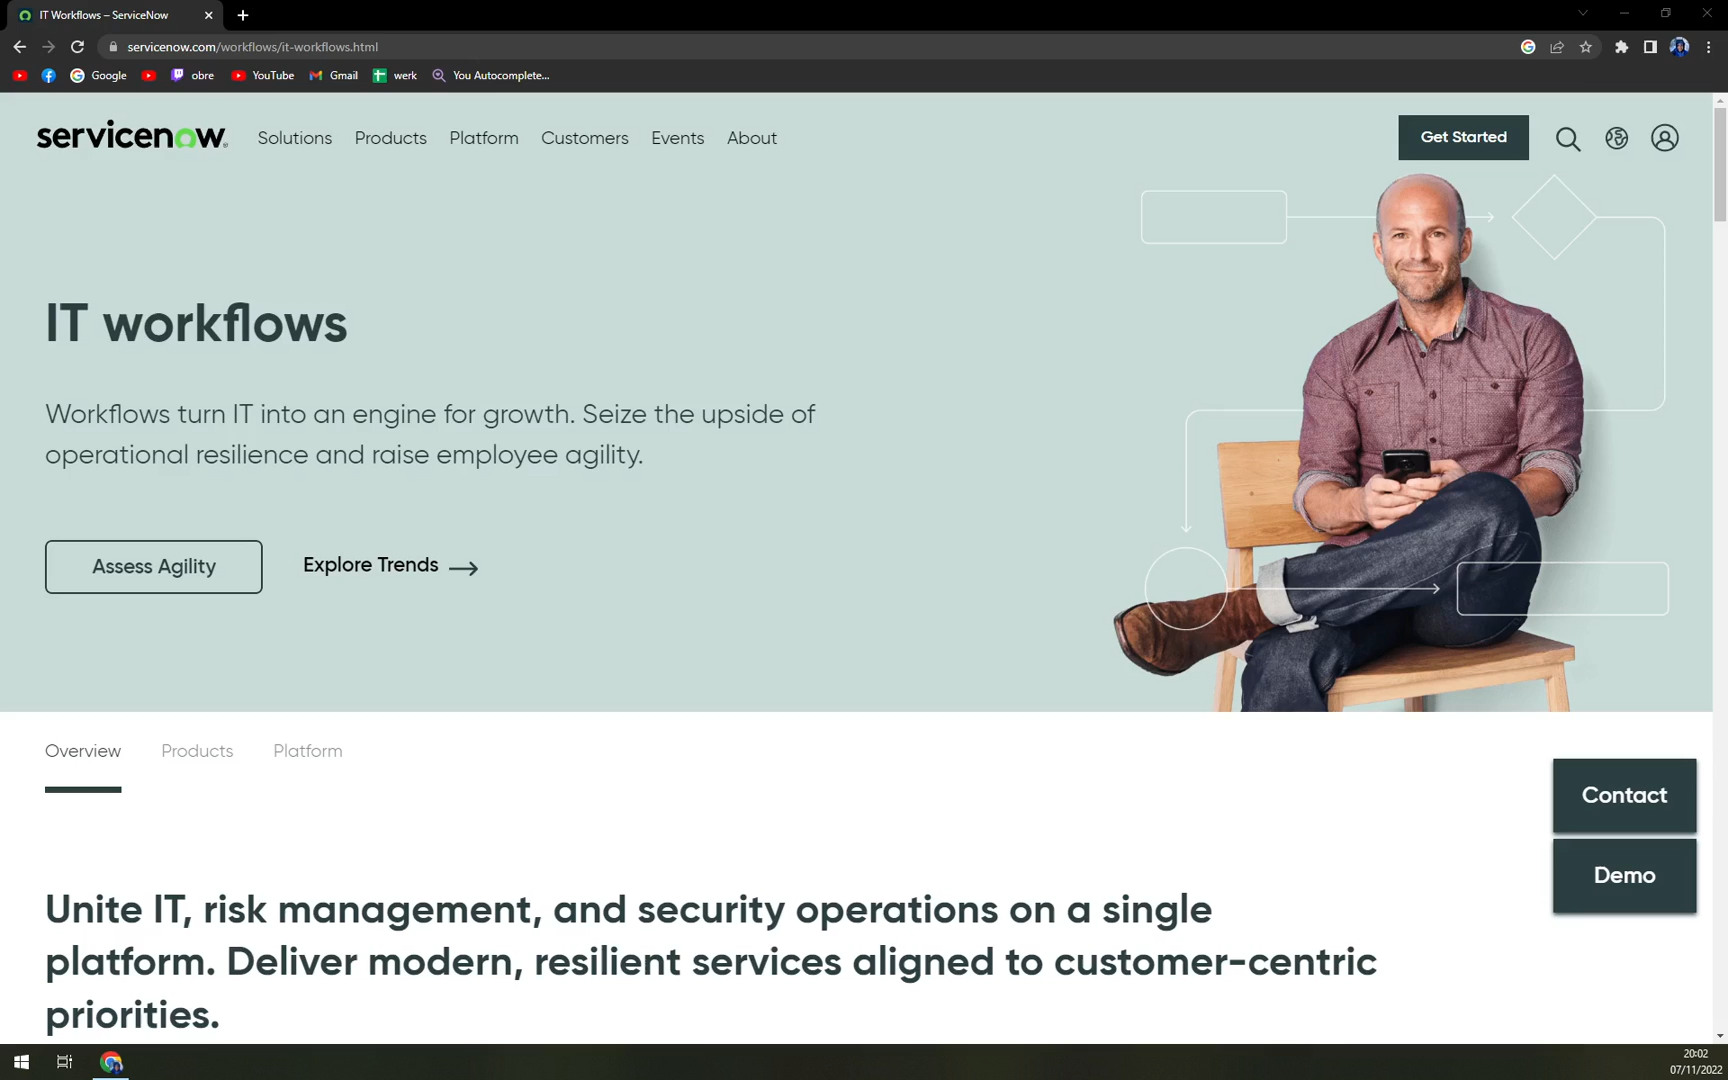 IT Workflows – ServiceNow
servicenow.com/workflows/it-workflows.html
Google
obre
YouTube
Gmail
werk
You Autocomplete...
servicenow
Solutions
Products
Platform
Customers
Events
About
Get Started
IT workflows
Workflows turn IT into an engine for growth. Seize the upside of
operational resilience and raise employee agility.
Assess Agility
Explore Trends
Overview
Products
Platform
Contact
Demo
Unite IT, risk management, and security operations on a single
platform. Deliver modern, resilient services aligned to customer-centric
priorities.
20:02
07/11/2022